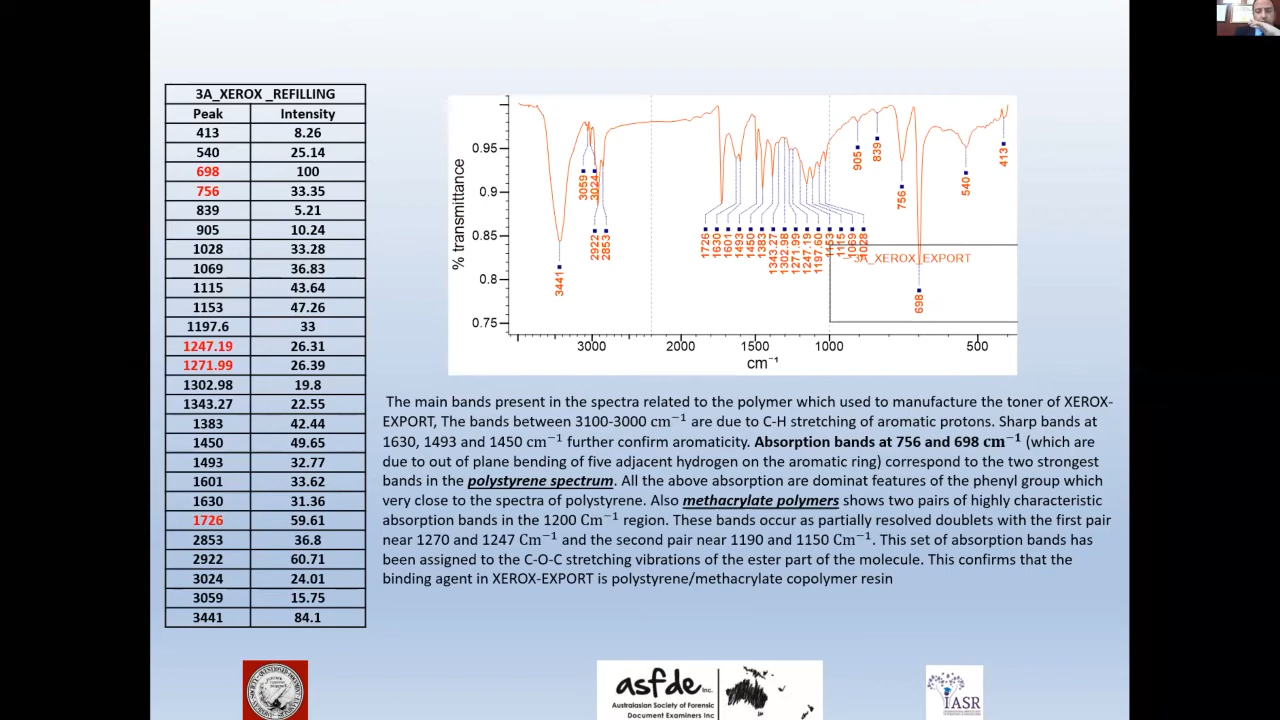 3A_XEROX _REFILLING
Peak Intensity
413 8.26
540 25.14
698 100
756 33.35
839 5.21
905 10.24
1028 33.28
1069 36.83
1115 43.64
1153 47.26
1197.6 33
1247.19 26.31
1271.99 26.39
1302.98 19.8
1343.27 22.55
1383 42.44
1450 49.65
1493 32.77
1601 33.62
1630 31.36
1726 59.61
2853 36.8
2922 60.71
3024 24.01
3059 15.75
3441 84.1
% transmittance
0.95
0.9
0.85
0.8
0.75
3441
3059
3024
2922
2853
1726
1630
1601
1493
1450
1383
1343.27
1302.98
1271.99
1247.19
1197.60
1153
1115
1069
1028
905
839
756
698
540
413
3A_XEROX_EXPORT
3000 2000 1500 1000 500
cm⁻¹
The main bands present in the spectra related to the polymer which used to manufacture the toner of XEROX-
EXPORT, The bands between 3100-3000 cm⁻¹ are due to C-H stretching of aromatic protons. Sharp bands at
1630, 1493 and 1450 cm⁻¹ further confirm aromaticity. Absorption bands at 756 and 698 cm⁻¹ (which are
due to out of plane bending of five adjacent hydrogen on the aromatic ring) correspond to the two strongest
bands in the polystyrene spectrum. All the above absorption are dominat features of the phenyl group which
very close to the spectra of polystyrene. Also methacrylate polymers shows two pairs of highly characteristic
absorption bands in the 1200 Cm⁻¹ region. These bands occur as partially resolved doublets with the first pair
near 1270 and 1247 Cm⁻¹ and the second pair near 1190 and 1150 Cm⁻¹. This set of absorption bands has
been assigned to the C-O-C stretching vibrations of the ester part of the molecule. This confirms that the
binding agent in XEROX-EXPORT is polystyrene/methacrylate copolymer resin
asfde Inc.
Australasian Society of Forensic
Document Examiners Inc
IASR